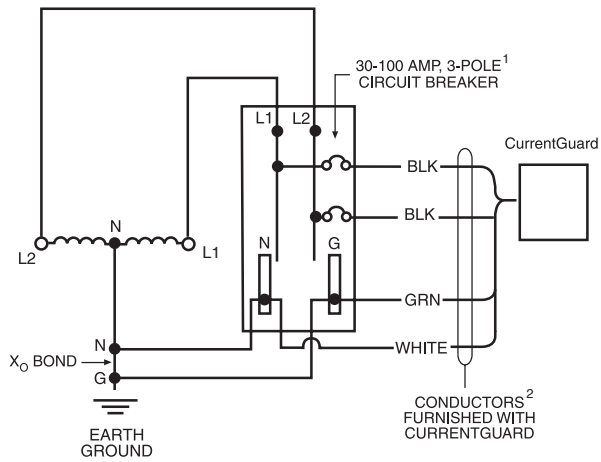 30-100 AMP, 3-POLE1
CIRCUIT BREAKER
L1 L2
CurrentGuard
BLK
BLK
N
N G
L2 L1
GRN
N
WHITE
XO BOND
G
CONDUCTORS2
FURNISHED WITH
CURRENTGUARD
EARTH
GROUND